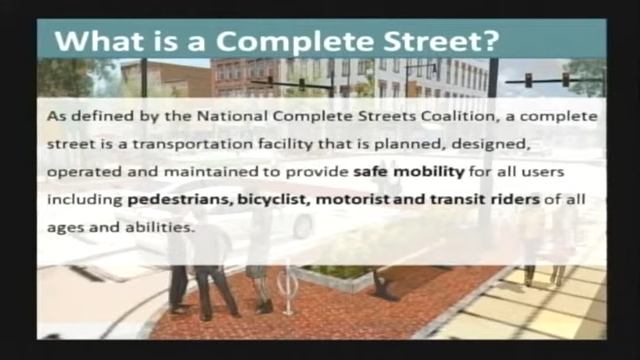 What is a Complete Street?
As defined by the National Complete Streets Coalition, a complete
street is a transportation facility that is planned, designed,
operated and maintained to provide safe mobility for all users
including pedestrians, bicyclist, motorist and transit riders of all
ages and abilities.